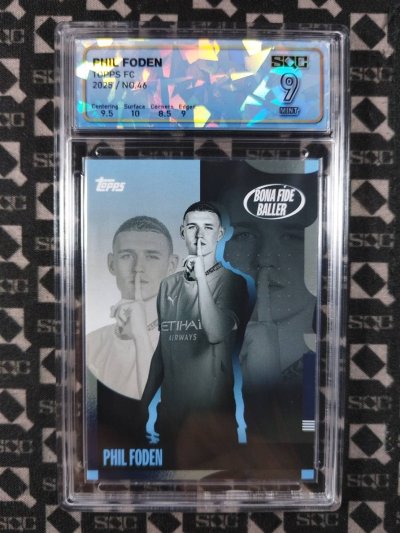 PHIL FODEN
TOPPS FC
2025 / NO.46
Centering Surface Corners Edges
9.5 10 8.5 9
SGC
9
MINT
Topps
BONA FIDE
BALLER
ETIHAD
AIRWAYS
PHIL FODEN